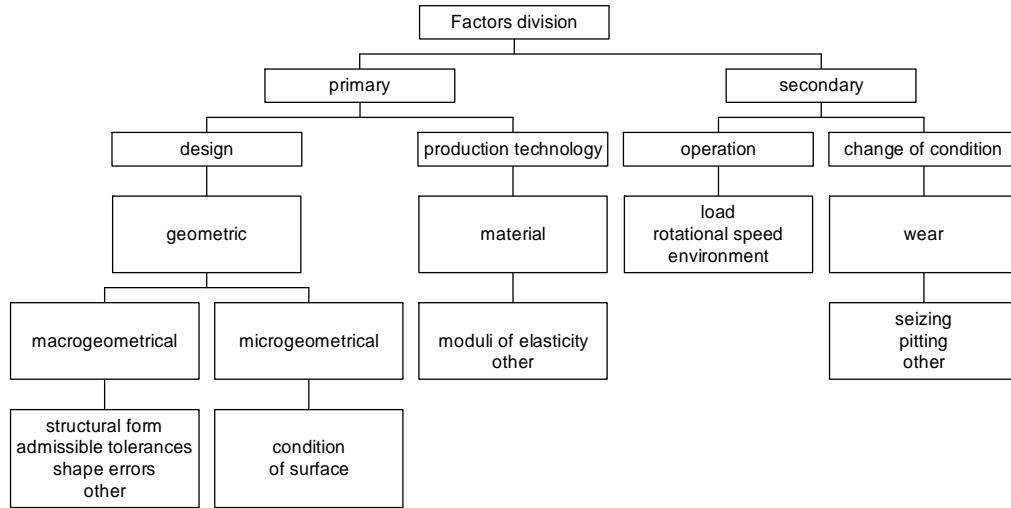 Factors division
primary
secondary
design
production technology
operation
change of condition
geometric
material
load
rotational speed
environment
wear
macrogeometrical
microgeometrical
moduli of elasticity
other
seizing
pitting
other
structural form
admissible tolerances
shape errors
other
condition
of surface